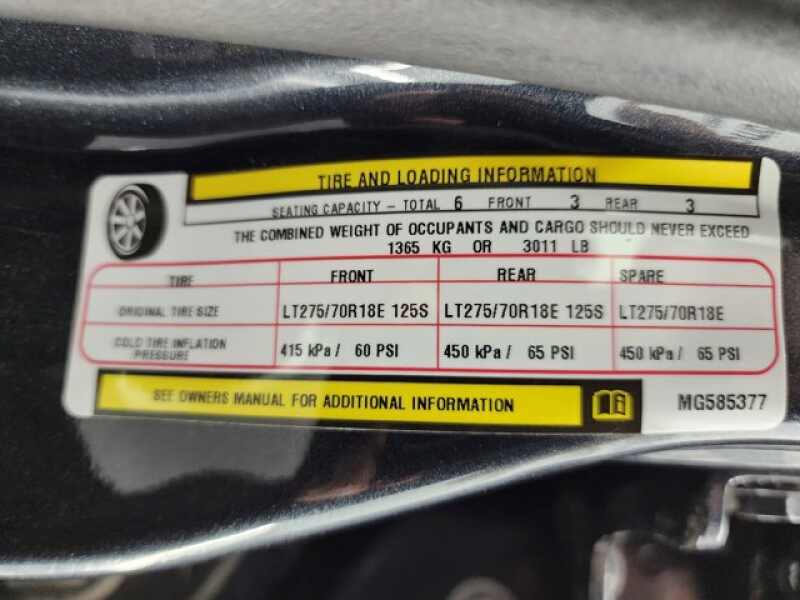 TIRE AND LOADING INFORMATION
SEATING CAPACITY - TOTAL 6 FRONT 3 REAR 3
THE COMBINED WEIGHT OF OCCUPANTS AND CARGO SHOULD NEVER EXCEED
1365 KG OR 3011 LB
TIRE FRONT REAR SPARE
ORIGINAL TIRE SIZE LT275/70R18E 125S LT275/70R18E 125S LT275/70R18E
COLD TIRE INFLATION PRESSURE 415 kPa / 60 PSI 450 kPa / 65 PSI 450 kPa / 65 PSI
SEE OWNERS MANUAL FOR ADDITIONAL INFORMATION
MG585377